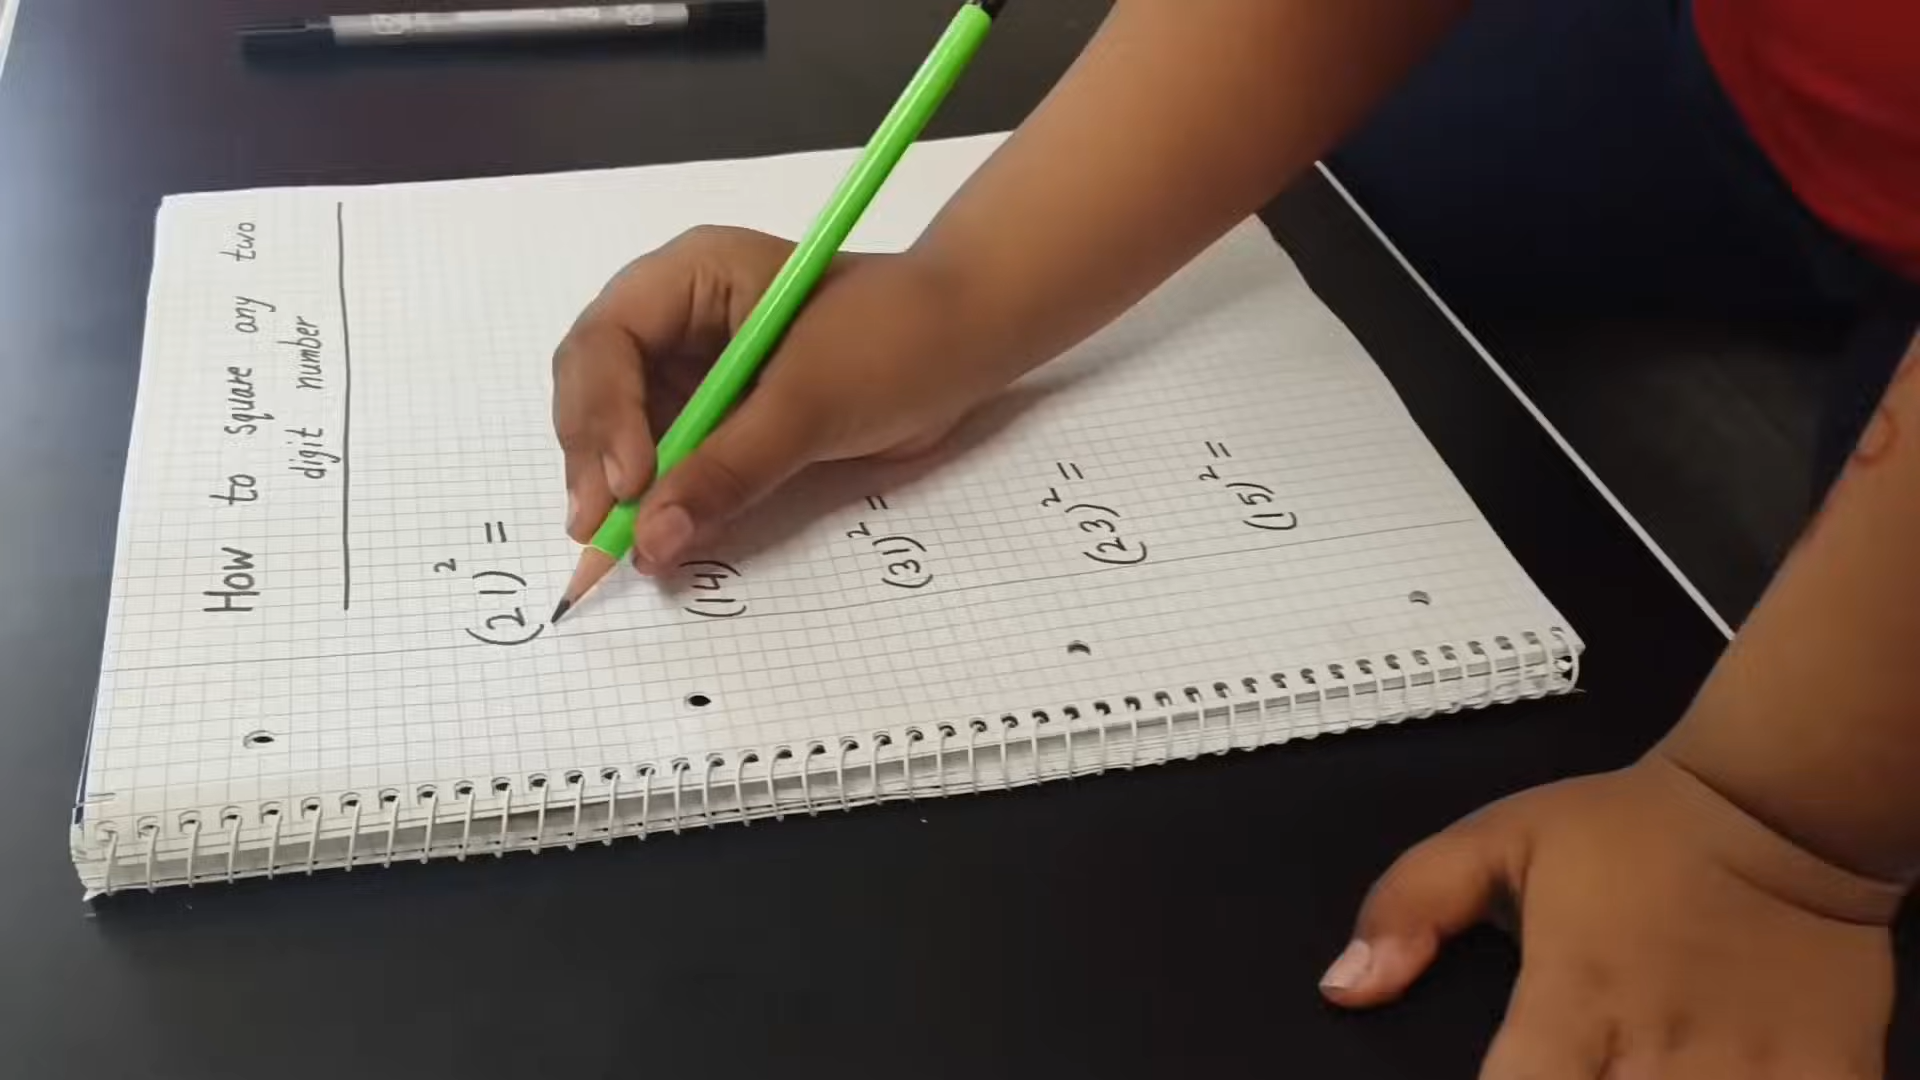 How to square any two
digit number
(21)² =
(14)
(31)² =
(23)² =
(15)² =